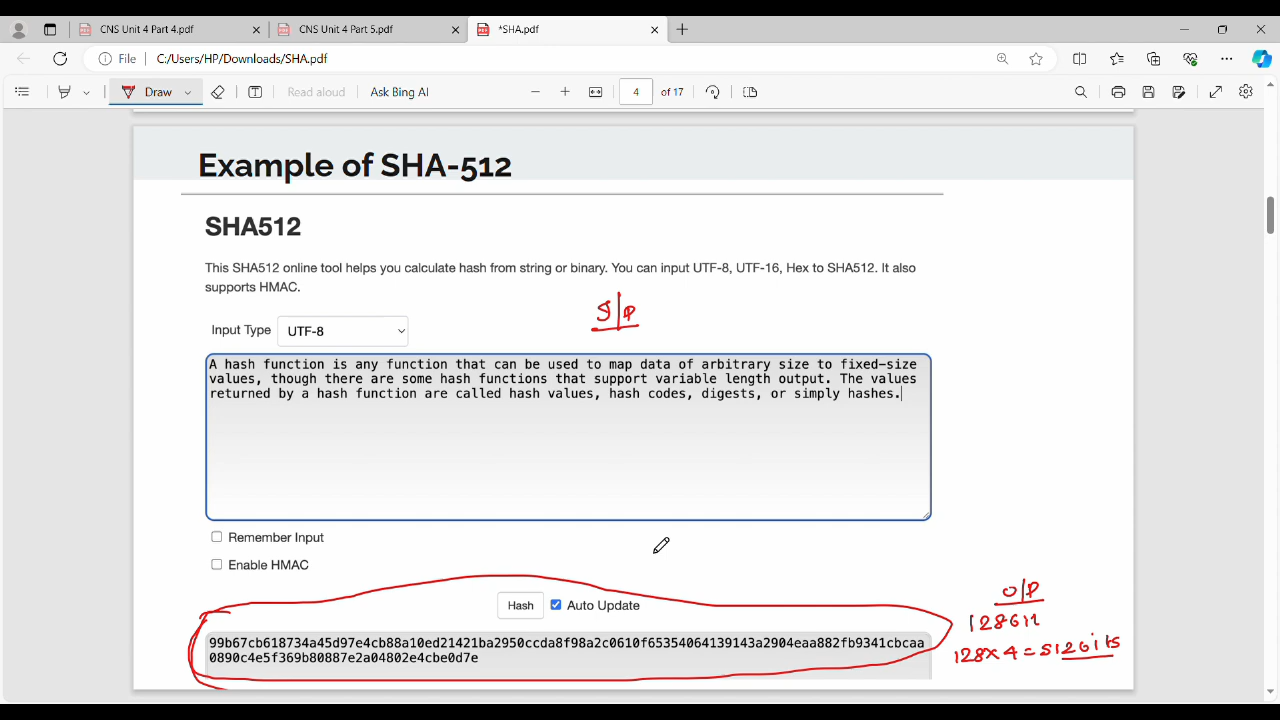 CNS Unit 4 Part 4.pdf
CNS Unit 4 Part 5.pdf
*SHA.pdf
File
C:/Users/HP/Downloads/SHA.pdf
Draw
Read aloud
Ask Bing AI
4
of 17
Example of SHA-512
SHA512
This SHA512 online tool helps you calculate hash from string or binary. You can input UTF-8, UTF-16, Hex to SHA512. It also
supports HMAC.
I/P
Input Type
UTF-8
A hash function is any function that can be used to map data of arbitrary size to fixed-size
values, though there are some hash functions that support variable length output. The values
returned by a hash function are called hash values, hash codes, digests, or simply hashes.
Remember Input
Enable HMAC
Hash
Auto Update
O/P
99b67cb618734a45d97e4cb88a10ed21421ba2950ccda8f98a2c0610f65354064139143a2904eaa882fb9341cbcaa
0890c4e5f369b80887e2a04802e4cbe0d7e
128
128×4=512bits